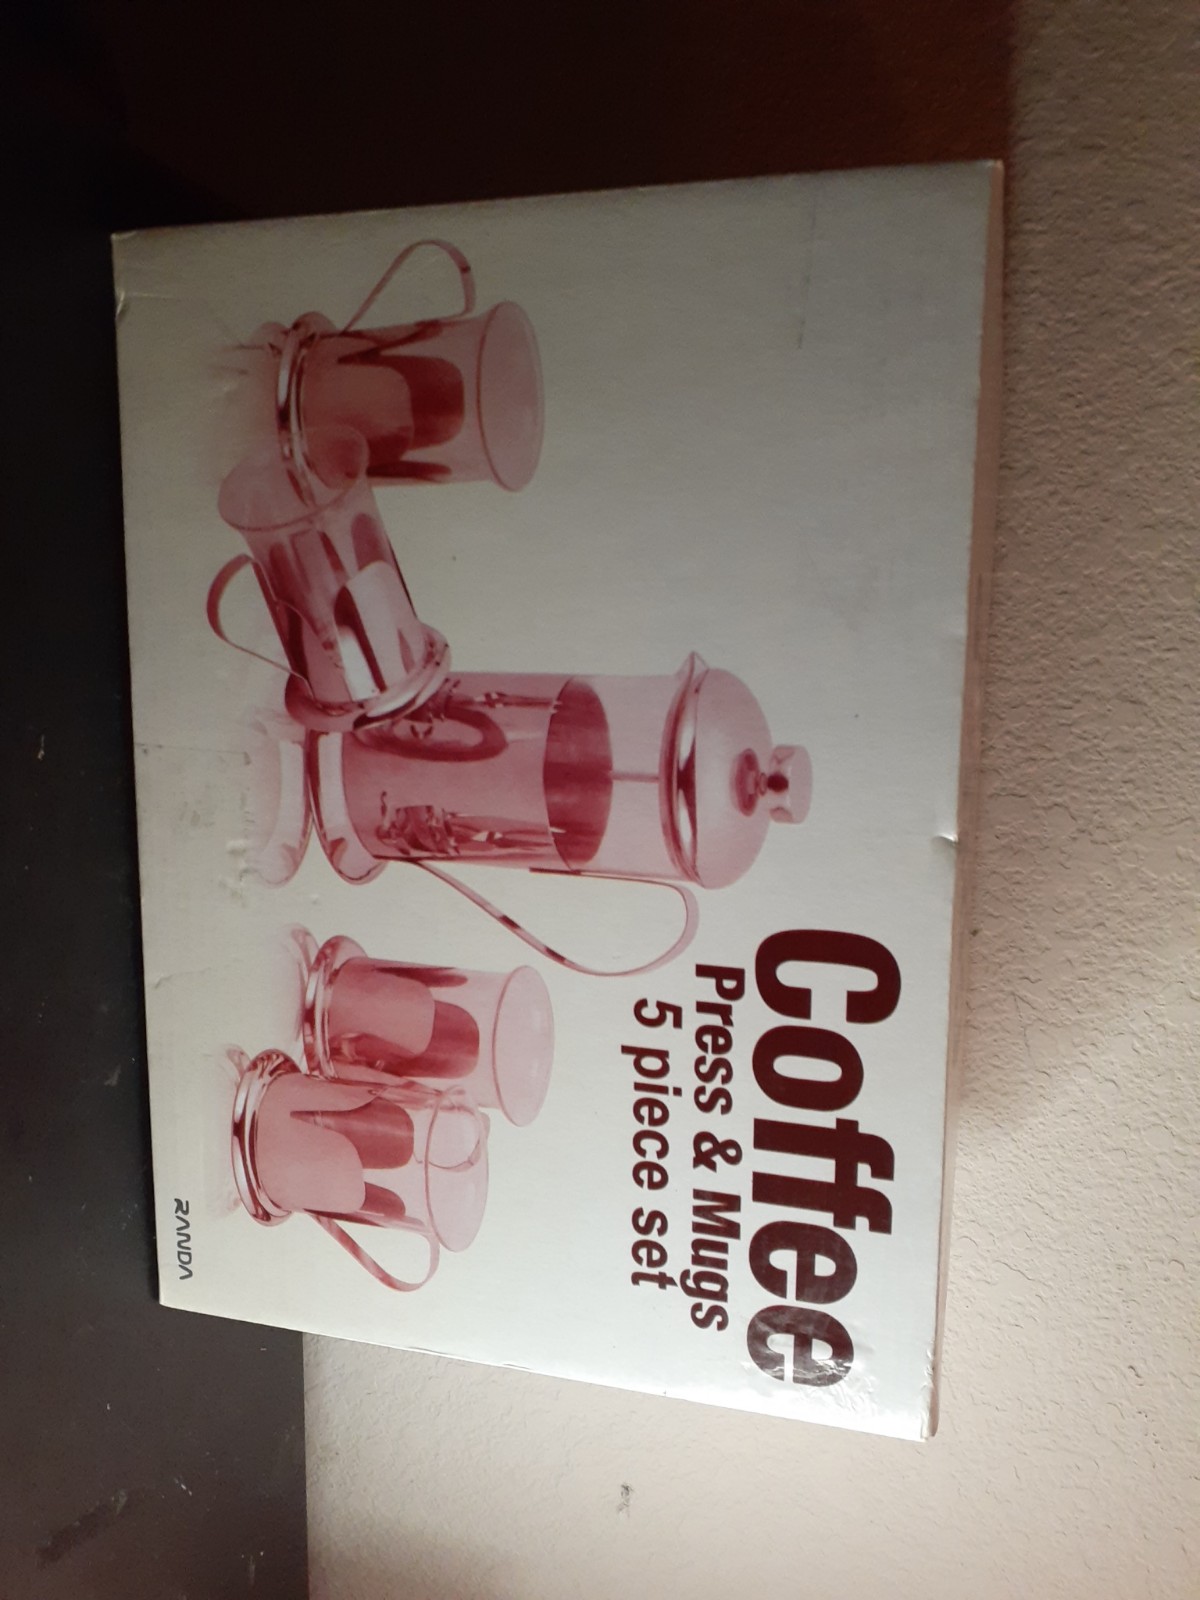 Coffee
Press & Mugs
5 piece set
RANDA